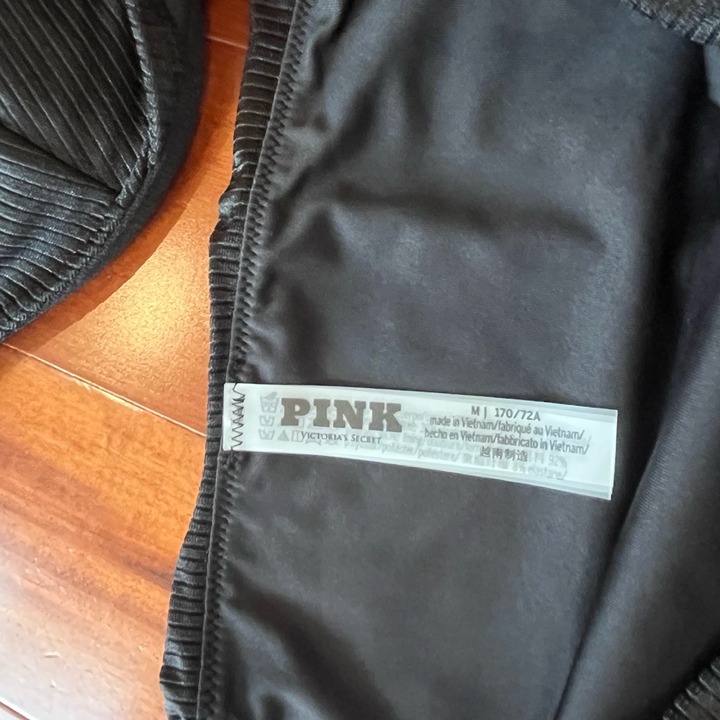 PINK
VICTORIA'S SECRET
M | 170/72A
made in Vietnam/fabriqué au Vietnam/
hecho en Vietnam/fabbricato in Vietnam/
越南制造